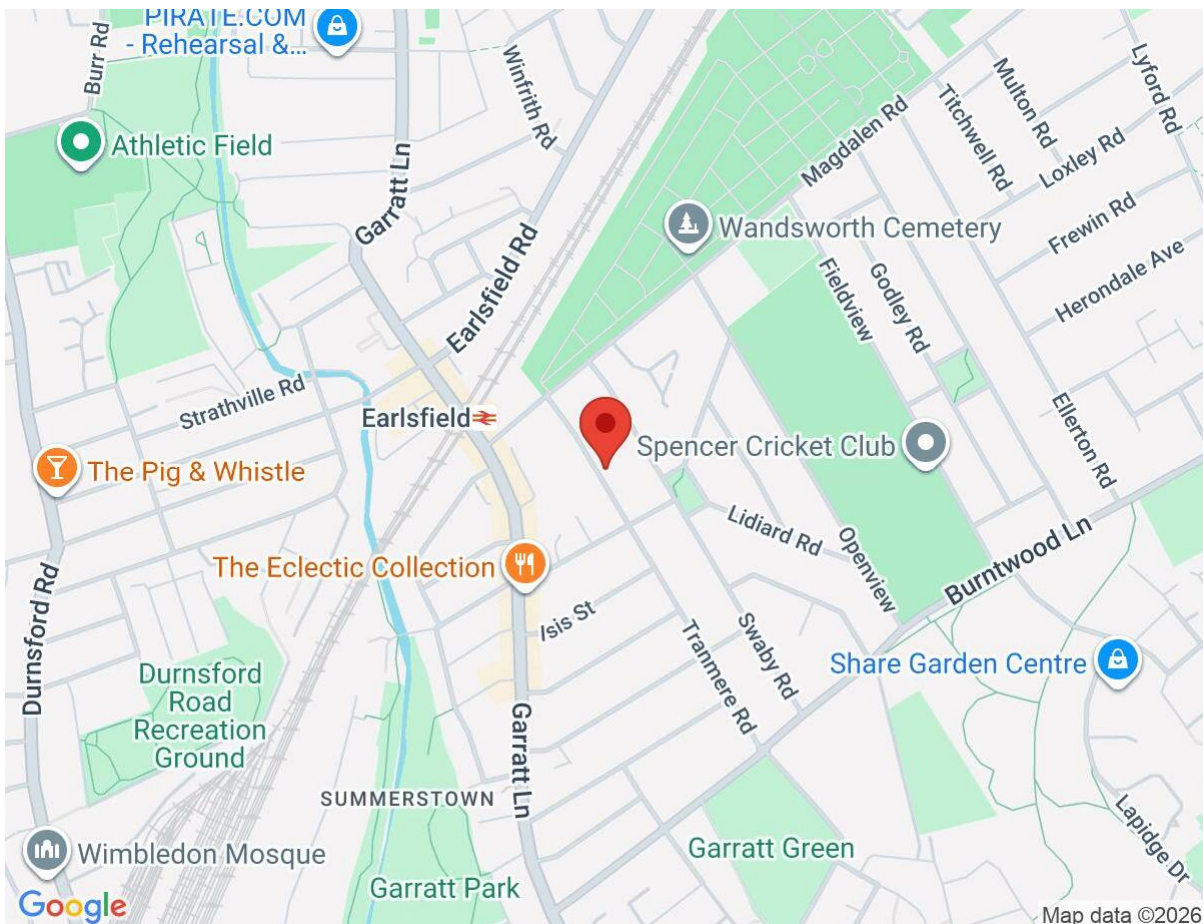 PIRATE.COM
- Rehearsal &...
Burr Rd
Winfrith Rd
Multon Rd
Lyford Rd
Titchwell Rd
Loxley Rd
Athletic Field
Magdalen Rd
Garratt Ln
Frewin Rd
Wandsworth Cemetery
Earlsfield Rd
Fieldview
Godley Rd
Herondale Ave
Strathville Rd
Earlsfield
Ellerton Rd
Spencer Cricket Club
The Pig & Whistle
Lidiard Rd
Openview
Burntwood Ln
The Eclectic Collection
Isis St
Durnsford Rd
Tranmere Rd
Swaby Rd
Share Garden Centre
Durnsford
Road
Recreation
Ground
Garratt Ln
SUMMERSTOWN
Lapidge Dr
Wimbledon Mosque
Garratt Green
Garratt Park
Google
Map data ©2026